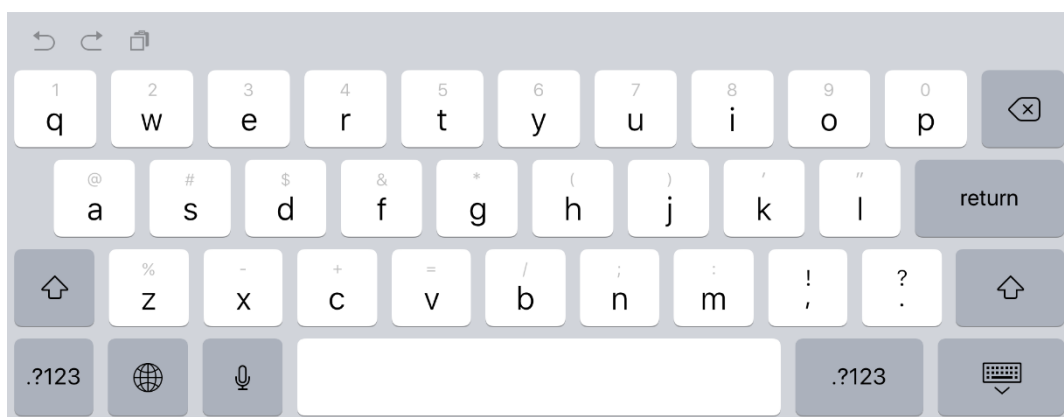 1 2 3 4 5 6 7 8 9 0
q w e r t y u i o p
@ # $ & * ( ) ' "
a s d f g h j k l return
% - + = / ; : ! ?
z x c v b n m , .
.?123 .?123